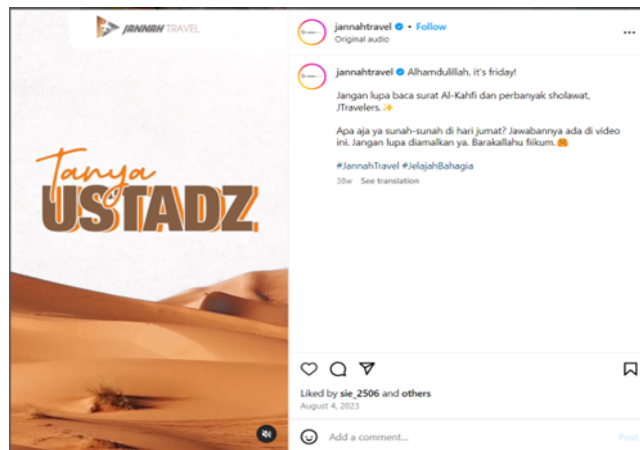 JANNAH TRAVEL
Tanya
USTADZ
jannahtravel • Follow
Original audio
jannahtravel Alhamdulillah, it's friday!
Jangan lupa baca surat Al-Kahfi dan perbanyak sholawat,
JTravelers. ✨
Apa aja ya sunah-sunah di hari jumat? Jawabannya ada di video
ini. Jangan lupa diamalkan ya. Barakallahu fiikum. 🤗
#JannahTravel #JelajahBahagia
38w See translation
Liked by sie_2506 and others
August 4, 2023
Add a comment...
Post